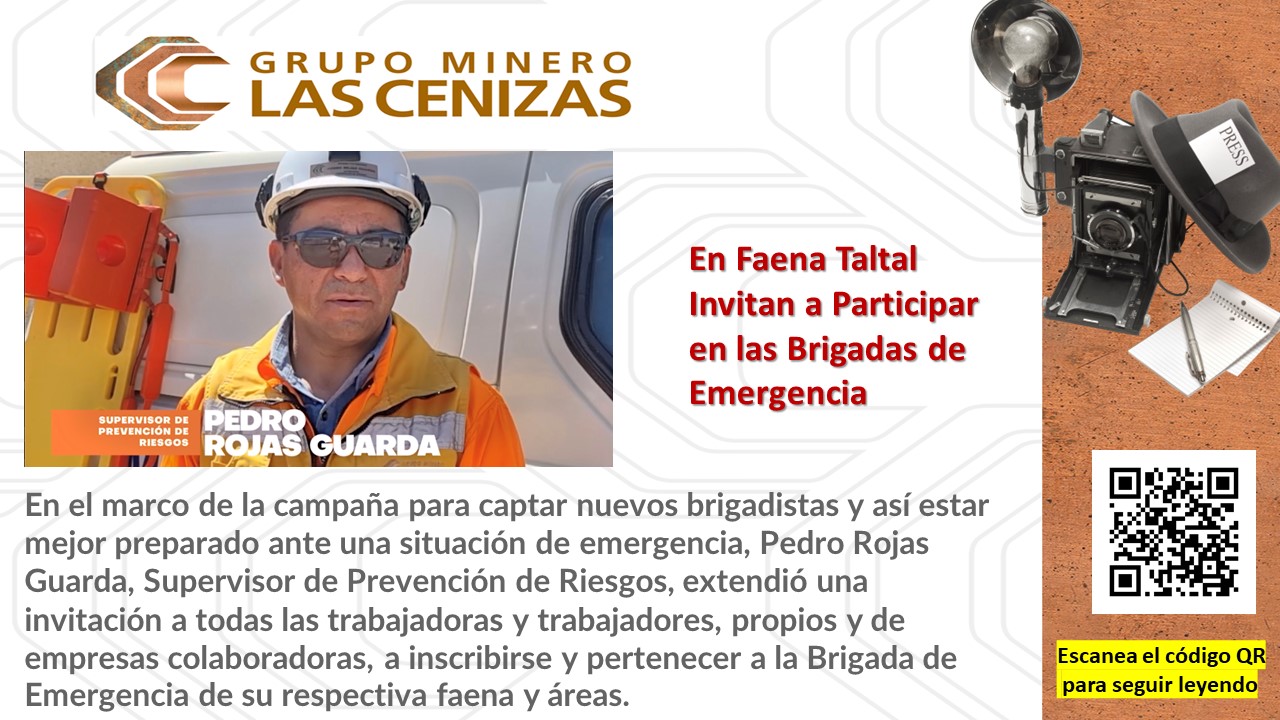 GRUPO MINERO
LAS CENIZAS
PRESS
En Faena Taltal
Invitan a Participar
en las Brigadas de
Emergencia
SUPERVISOR DE
PREVENCIÓN DE
RIESGOS
PEDRO
ROJAS GUARDA
En el marco de la campaña para captar nuevos brigadistas y así estar
mejor preparado ante una situación de emergencia, Pedro Rojas
Guarda, Supervisor de Prevención de Riesgos, extendió una
invitación a todas las trabajadoras y trabajadores, propios y de
empresas colaboradoras, a inscribirse y pertenecer a la Brigada de
Emergencia de su respectiva faena y áreas.
Escanea el código QR
para seguir leyendo